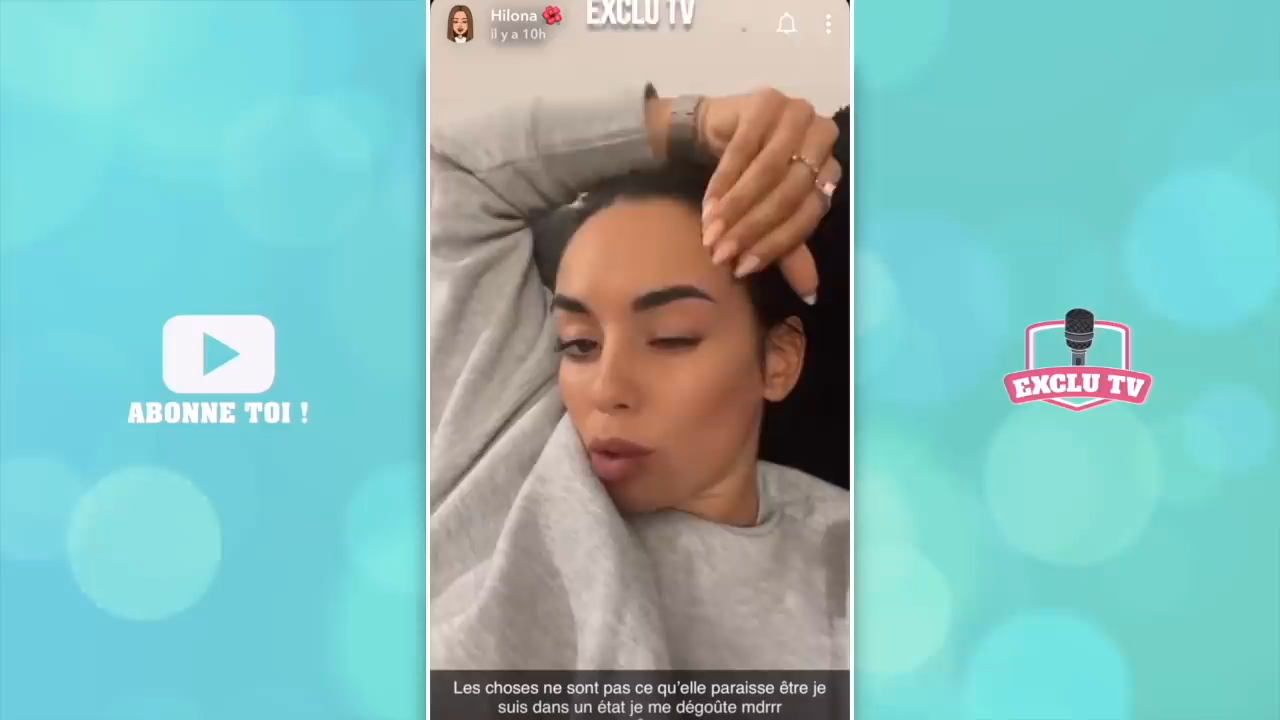 EXCLU TV
Hilona
il y a 10h
ABONNE TOI !
EXCLU TV
Les choses ne sont pas ce qu'elle paraisse être je
suis dans un état je me dégoûte mdrrr